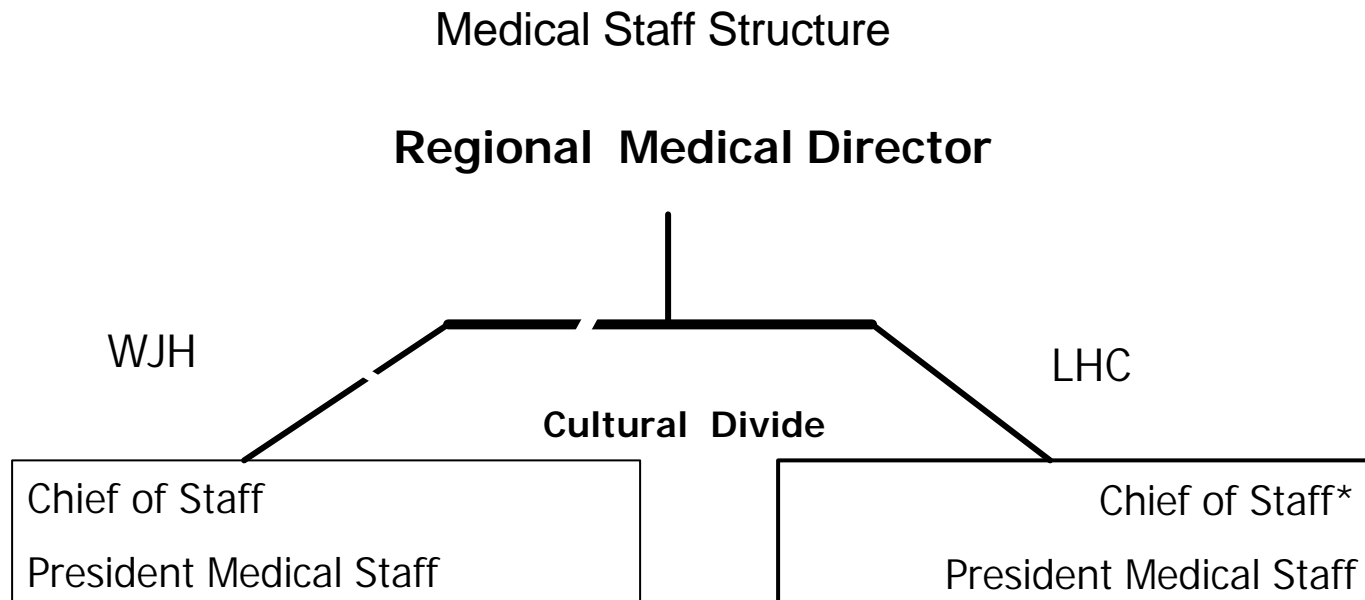 Medical Staff Structure
Regional Medical Director
WJH
LHC
Cultural Divide
Chief of Staff
President Medical Staff
Chief of Staff*
President Medical Staff